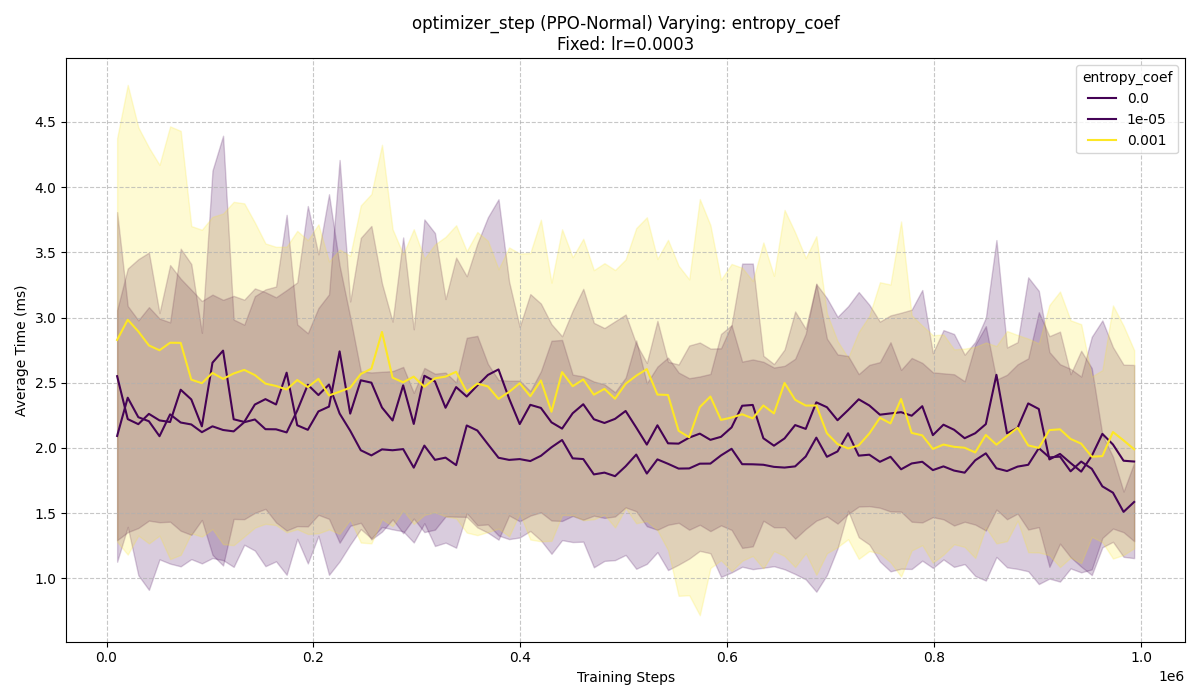 optimizer_step (PPO-Normal) Varying: entropy_coef
Fixed: lr=0.0003
entropy_coef
0.0
1e-05
0.001
Average Time (ms)
4.5
4.0
3.5
3.0
2.5
2.0
1.5
1.0
0.0
0.2
0.4
0.6
0.8
1.0
1e6
Training Steps